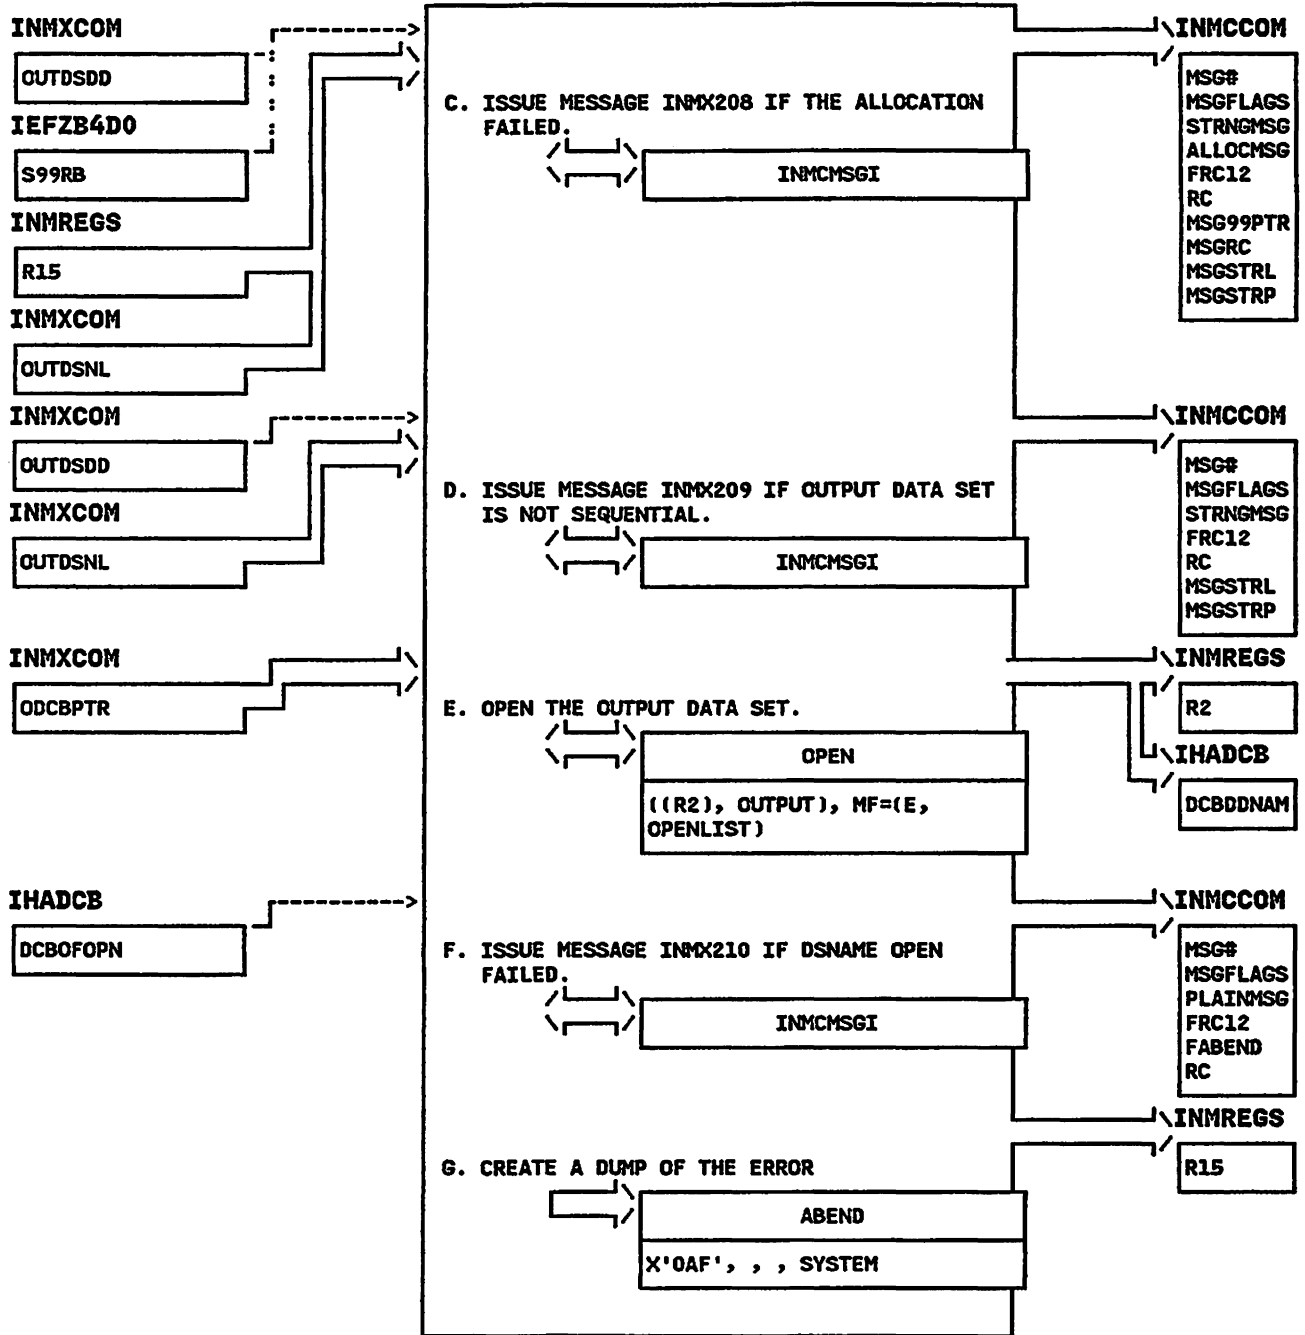 INMXCOM
OUTDSDD
IEFZB4D0
S99RB
INMREGS
R15
INMXCOM
OUTDSNL
INMXCOM
OUTDSDD
INMXCOM
OUTDSNL
INMXCOM
ODCBPTR
IHADCB
DCBOFOPN
C. ISSUE MESSAGE INMX208 IF THE ALLOCATION
FAILED.
INMCMSGI
D. ISSUE MESSAGE INMX209 IF OUTPUT DATA SET
IS NOT SEQUENTIAL.
INMCMSGI
E. OPEN THE OUTPUT DATA SET.
OPEN
((R2), OUTPUT), MF=(E,
OPENLIST)
F. ISSUE MESSAGE INMX210 IF DSNAME OPEN
FAILED.
INMCMSGI
G. CREATE A DUMP OF THE ERROR
ABEND
X'0AF', , , SYSTEM
INMCCOM
MSG#
MSGFLAGS
STRNGMSG
ALLOCMSG
FRC12
RC
MSG99PTR
MSGRC
MSGSTRL
MSGSTRP
INMCCOM
MSG#
MSGFLAGS
STRNGMSG
FRC12
RC
MSGSTRL
MSGSTRP
INMREGS
R2
IHADCB
DCBDDNAM
INMCCOM
MSG#
MSGFLAGS
PLAINMSG
FRC12
FABEND
RC
INMREGS
R15